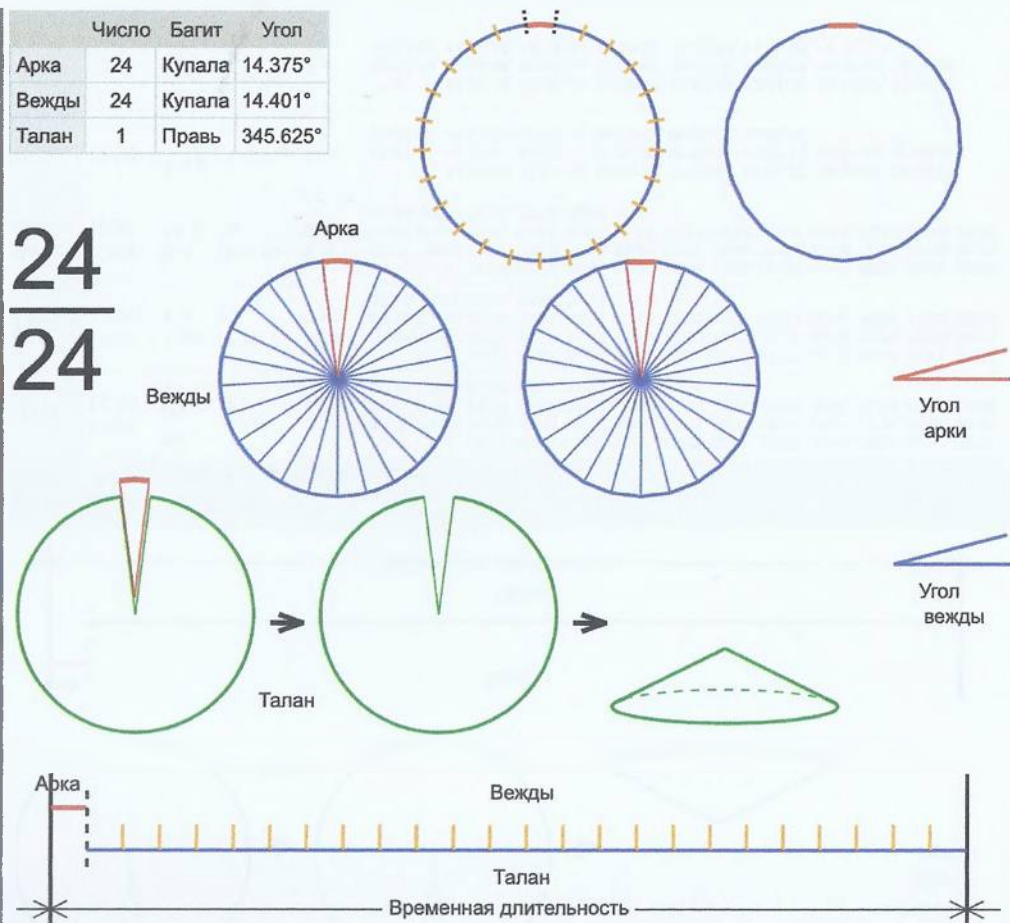 Число Багит Угол
Арка 24 Купала 14.375°
Вежды 24 Купала 14.401°
Талан 1 Правь 345.625°
24
24
Арка
Вежды
Угол
арки
Угол
вежды
Талан
Арка
Вежды
Талан
Временная длительность